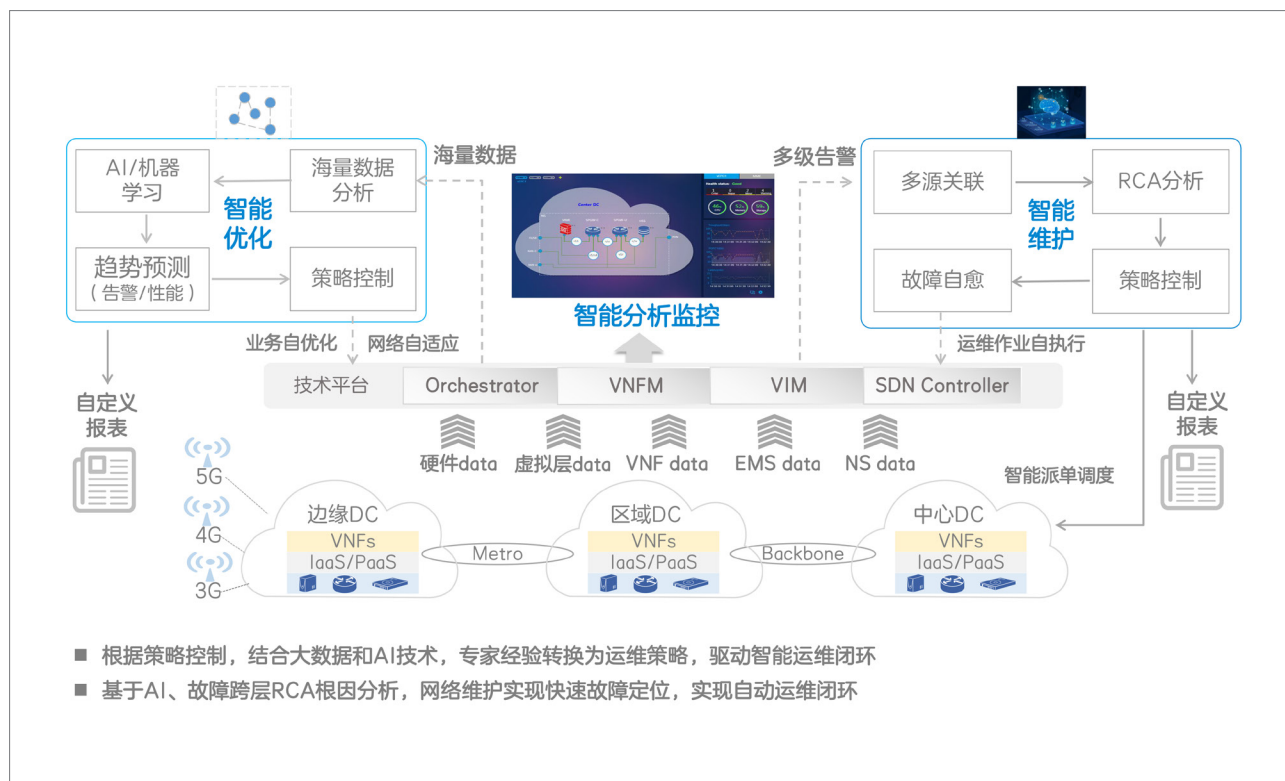 海量数据
多级告警
AI/机器
学习
海量数据
分析
智能
优化
趋势预测
（告警/性能）
策略控制
Center DC
Health status: Good
多源关联
RCA分析
智能
维护
故障自愈
策略控制
智能分析监控
业务自优化
网络自适应
运维作业自执行
技术平台
Orchestrator
VNFM
VIM
SDN Controller
自定义
报表
自定义
报表
硬件data
虚拟层data
VNF data
EMS data
NS data
智能派单调度
5G
4G
3G
边缘DC
VNFs
IaaS/PaaS
Metro
区域DC
VNFs
IaaS/PaaS
Backbone
中心DC
VNFs
IaaS/PaaS
■ 根据策略控制，结合大数据和AI技术，专家经验转换为运维策略，驱动智能运维闭环
■ 基于AI、故障跨层RCA根因分析，网络维护实现快速故障定位，实现自动运维闭环